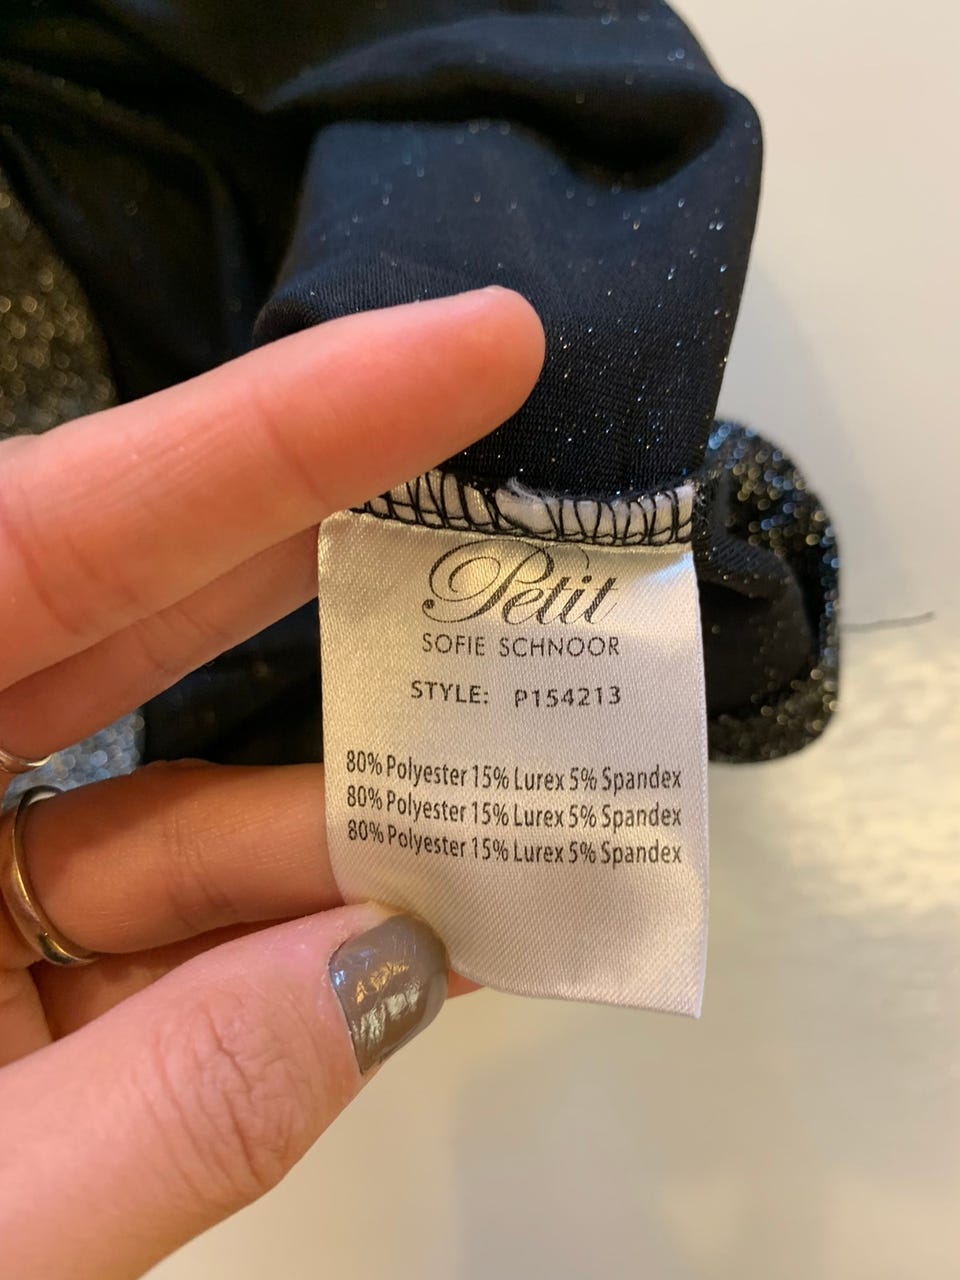 Petit
SOFIE SCHNOOR
STYLE: P154213
80% Polyester 15% Lurex 5% Spandex
80% Polyester 15% Lurex 5% Spandex
80% Polyester 15% Lurex 5% Spandex